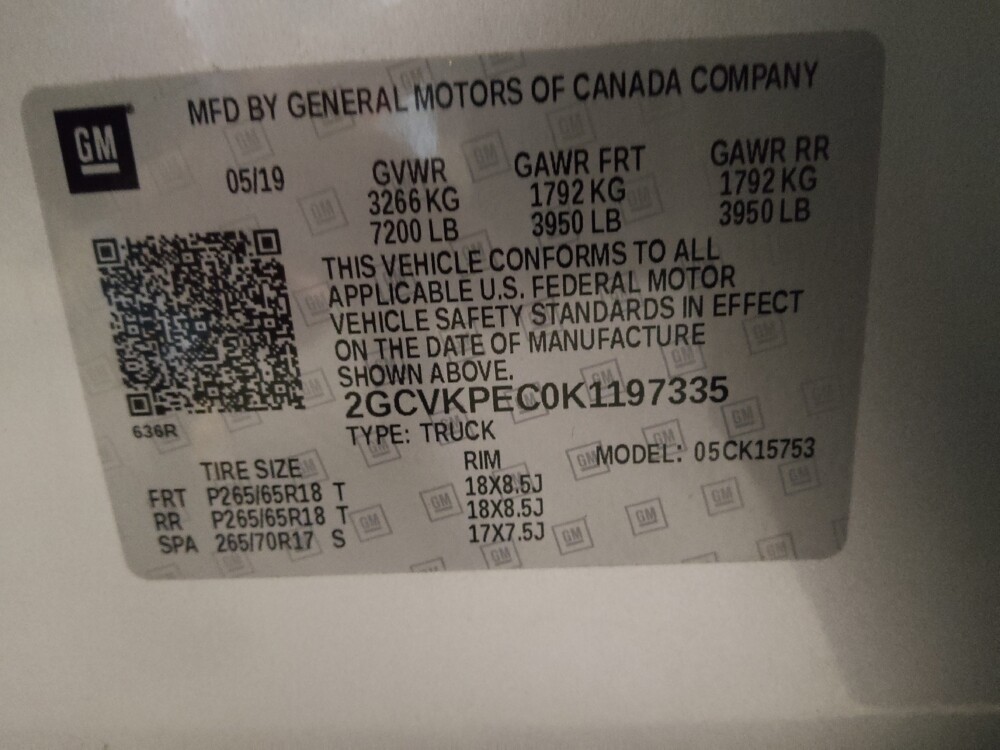 GM
MFD BY GENERAL MOTORS OF CANADA COMPANY
05/19 GVWR GAWR FRT GAWR RR
3266 KG 1792 KG 1792 KG
7200 LB 3950 LB 3950 LB
THIS VEHICLE CONFORMS TO ALL
APPLICABLE U.S. FEDERAL MOTOR
VEHICLE SAFETY STANDARDS IN EFFECT
ON THE DATE OF MANUFACTURE
SHOWN ABOVE.
2GCVKPEC0K1197335
636R
TYPE: TRUCK
MODEL: 05CK15753
TIRE SIZE RIM
FRT P265/65R18 T 18X8.5J
RR P265/65R18 T 18X8.5J
SPA 265/70R17 S 17X7.5J